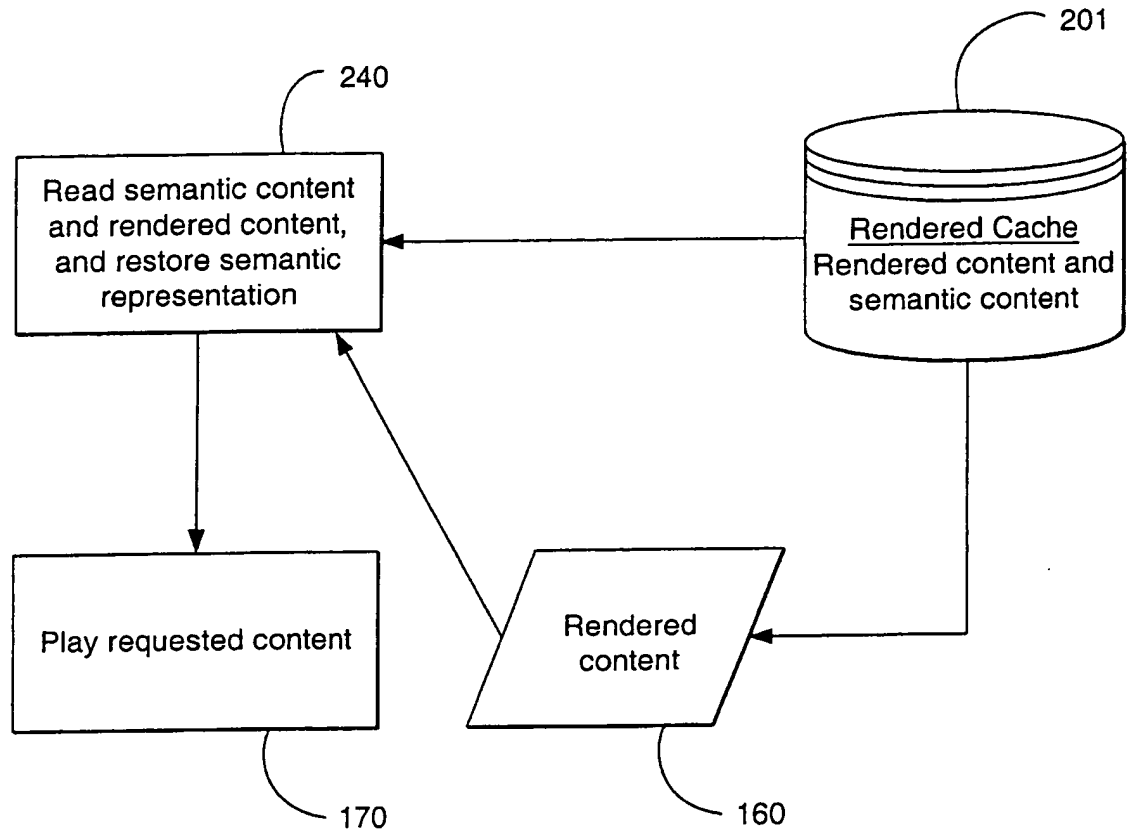 201
240
Read semantic content
and rendered content,
and restore semantic
representation
Rendered Cache
Rendered content and
semantic content
Play requested content
Rendered
content
170
160